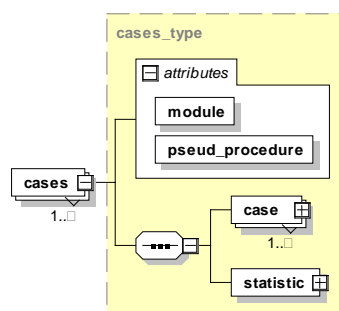 cases_type
attributes
module
pseud_procedure
cases
1..□
case
1..□
statistic